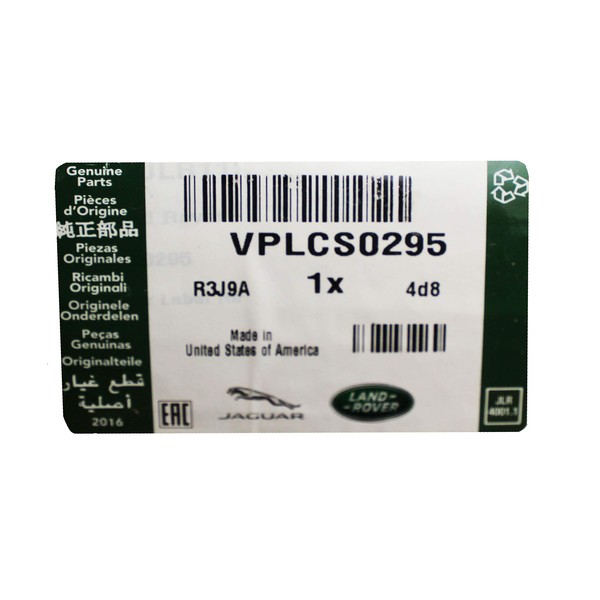 Genuine
Parts
Pièces
d'Origine
純正部品
Piezas
Originales
Ricambi
Originali
Originele
Onderdelen
Peças
Genuinas
Originalteile
قطع غيار
أصلية
2016
VPLCS0295
R3J9A
1x
4d8
Made in
United States of America
EAC
JAGUAR
LAND-
-ROVER
JLR
4001.1